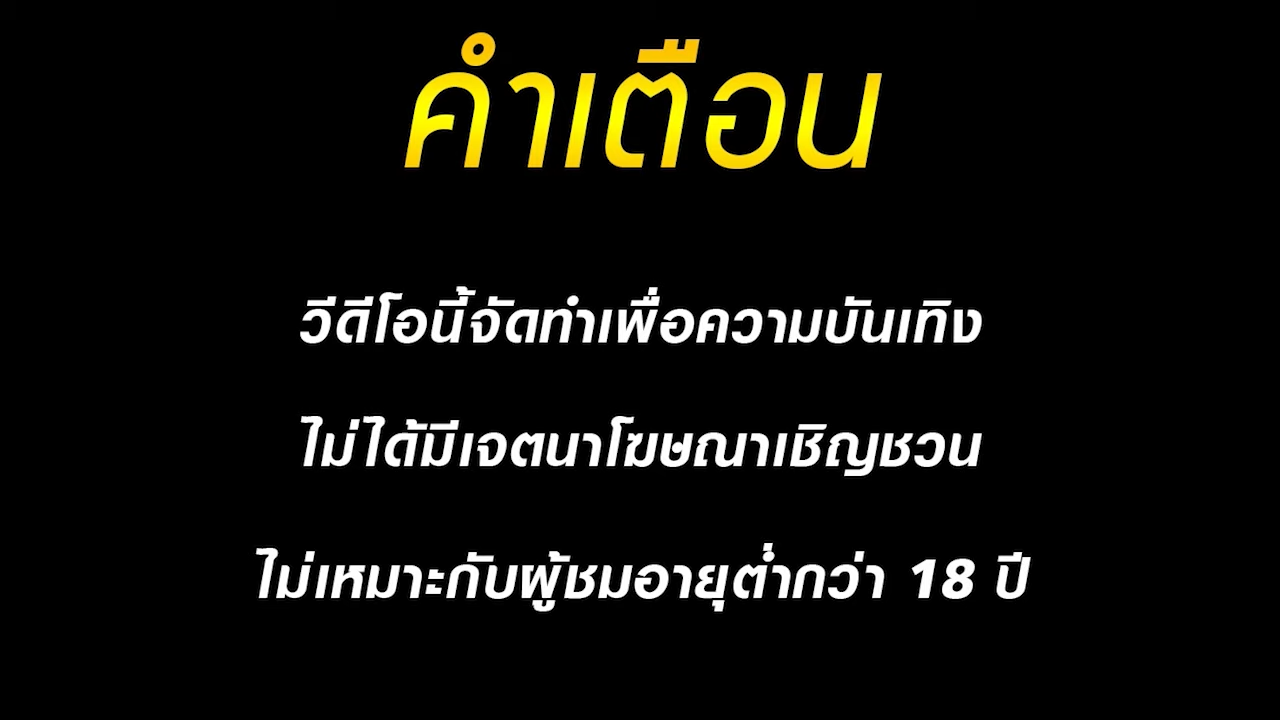 คำเตือน
วีดีโอนี้จัดทำเพื่อความบันเทิง
ไม่ได้มีเจตนาโฆษณาเชิญชวน
ไม่เหมาะกับผู้ชมอายุต่ำกว่า 18 ปี